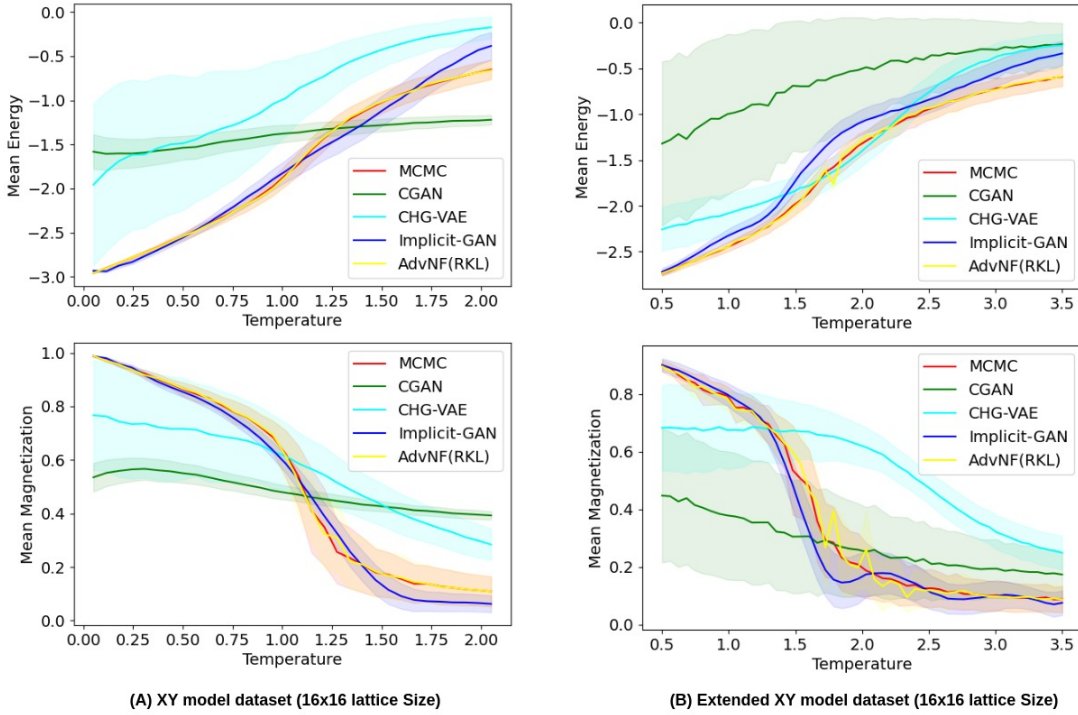 0.0
−0.5
−1.0
−1.5
−2.0
−2.5
−3.0
Mean Energy
MCMC
CGAN
CHG-VAE
Implicit-GAN
AdvNF(RKL)
0.00 0.25 0.50 0.75 1.00 1.25 1.50 1.75 2.00
Temperature
0.0
−0.5
−1.0
−1.5
−2.0
−2.5
Mean Energy
MCMC
CGAN
CHG-VAE
Implicit-GAN
AdvNF(RKL)
0.5 1.0 1.5 2.0 2.5 3.0 3.5
Temperature
1.0
0.8
0.6
0.4
0.2
0.0
Mean Magnetization
MCMC
CGAN
CHG-VAE
Implicit-GAN
AdvNF(RKL)
0.00 0.25 0.50 0.75 1.00 1.25 1.50 1.75 2.00
Temperature
0.8
0.6
0.4
0.2
0.0
Mean Magnetization
MCMC
CGAN
CHG-VAE
Implicit-GAN
AdvNF(RKL)
0.5 1.0 1.5 2.0 2.5 3.0 3.5
Temperature
(A) XY model dataset (16x16 lattice Size)
(B) Extended XY model dataset (16x16 lattice Size)